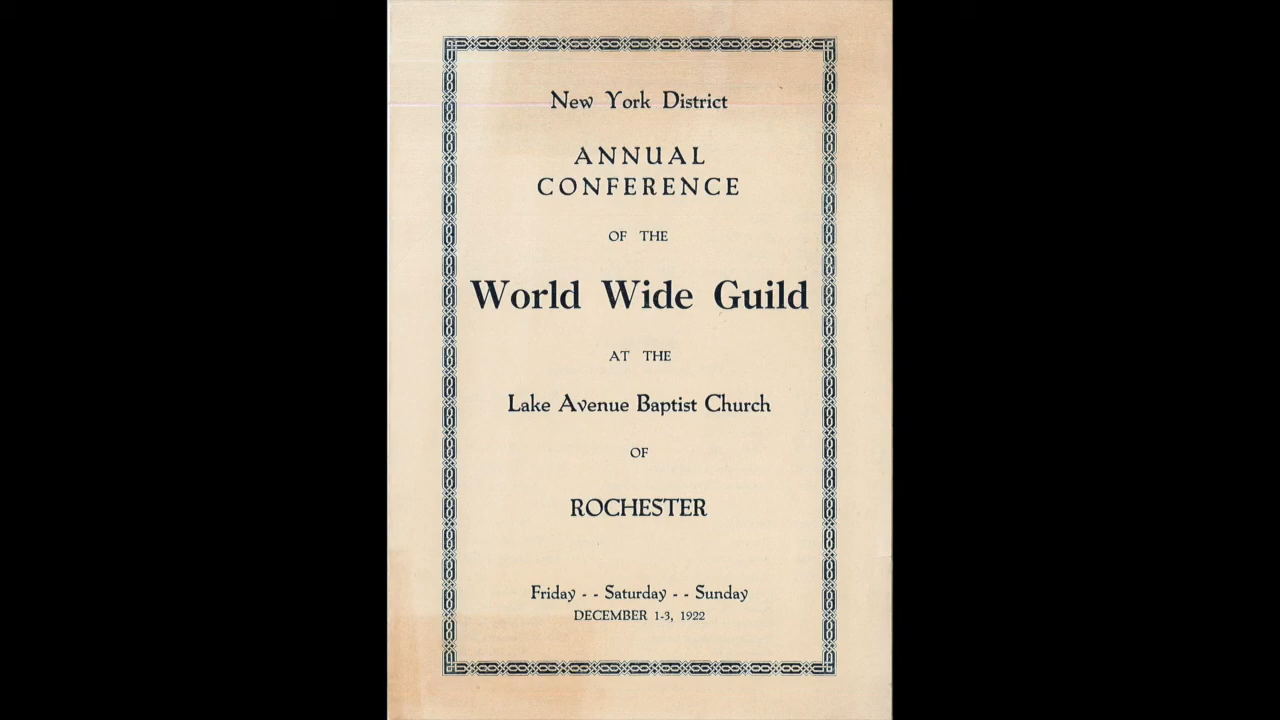 New York District
ANNUAL
CONFERENCE
OF THE
World Wide Guild
AT THE
Lake Avenue Baptist Church
OF
ROCHESTER
Friday - - Saturday - - Sunday
DECEMBER 1-3, 1922